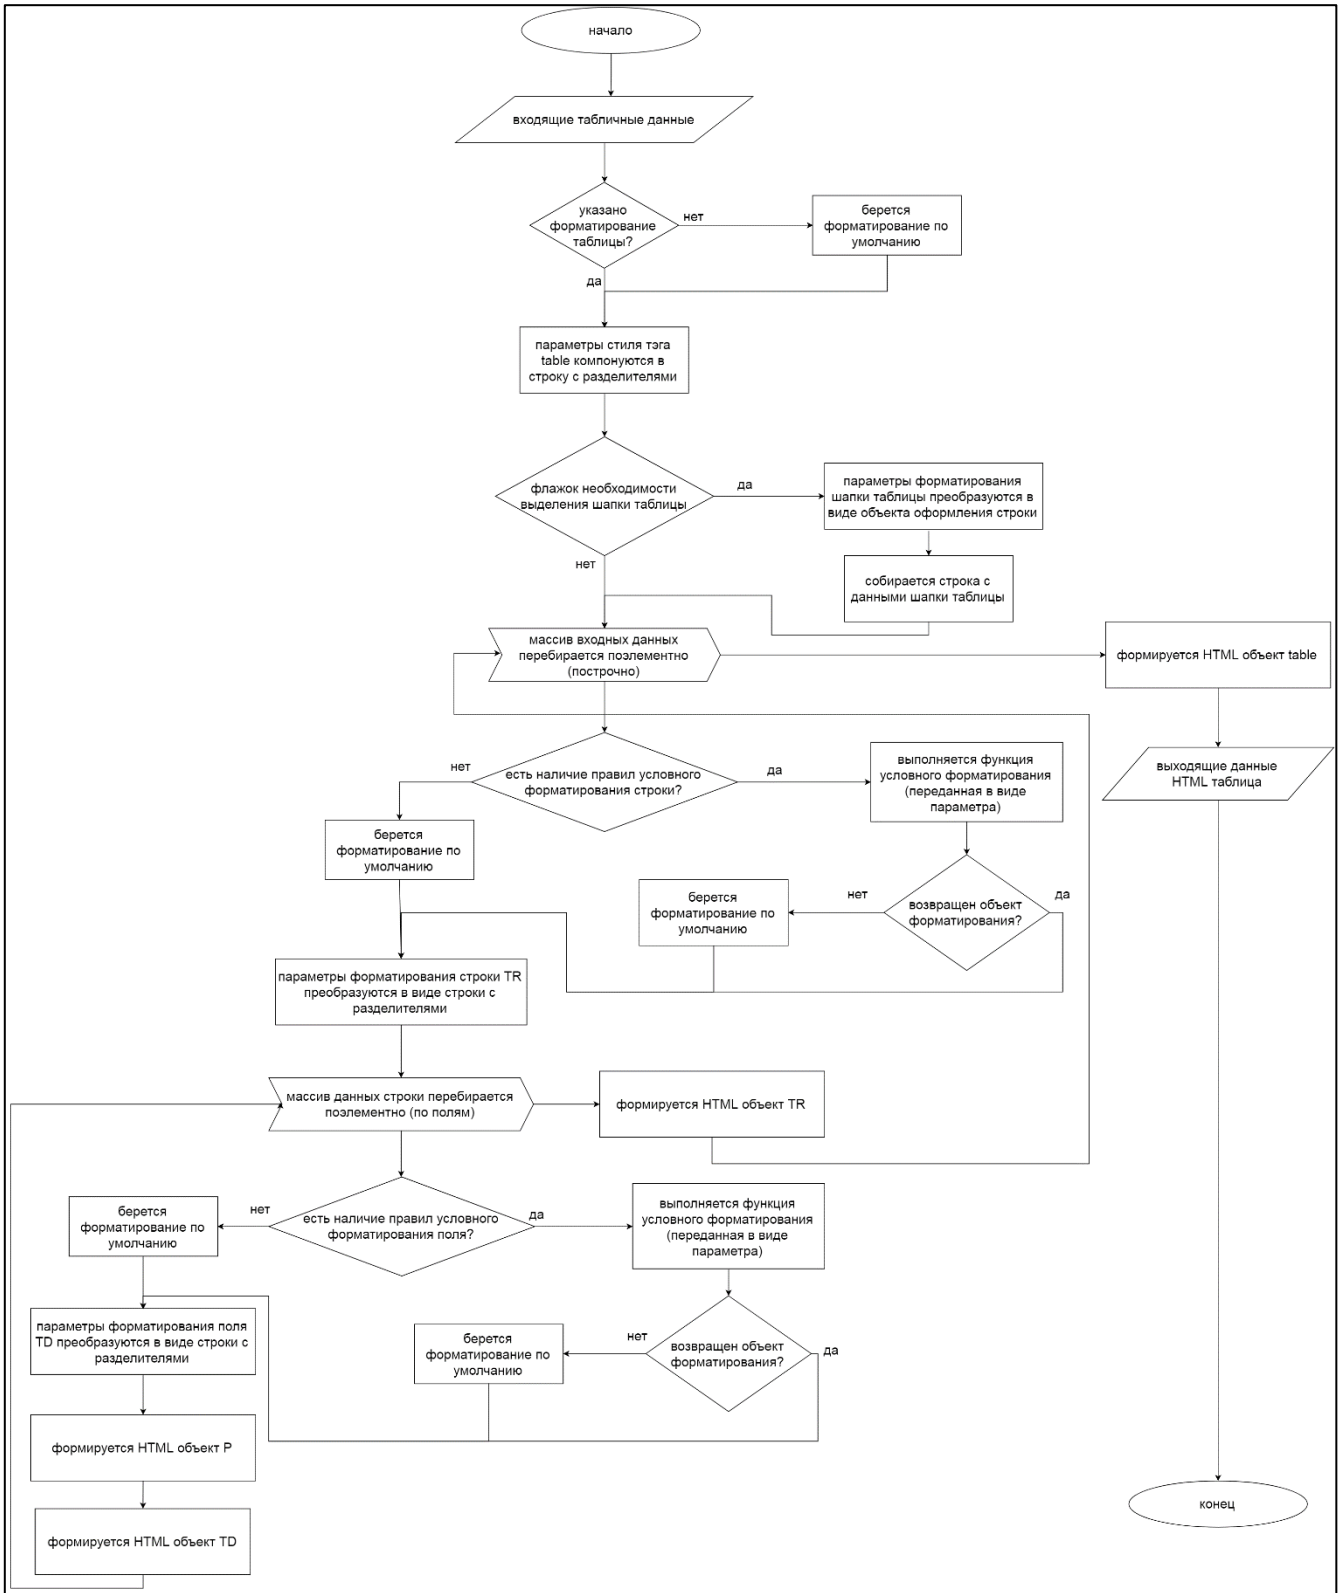 начало
входящие табличные данные
указано
форматирование
таблицы?
нет
берется
форматирование по
умолчанию
да
параметры стиля тэга
table компонуются в
строку с разделителями
флажок необходимости
выделения шапки таблицы
да
параметры форматирования
шапки таблицы преобразуются в
виде объекта оформления строки
нет
собирается строка с
данными шапки таблицы
массив входных данных
перебирается поэлементно
(построчно)
формируется HTML объект table
выходящие данные
HTML таблица
есть наличие правил условного
форматирования строки?
нет
да
выполняется функция
условного форматирования
(переданная в виде
параметра)
берется
форматирование по
умолчанию
возвращен объект
форматирования?
нет
да
берется
форматирование по
умолчанию
параметры форматирования строки TR
преобразуются в виде строки с
разделителями
массив данных строки перебирается
поэлементно (по полям)
формируется HTML объект TR
есть наличие правил условного
форматирования поля?
нет
да
берется
форматирование по
умолчанию
выполняется функция
условного форматирования
(переданная в виде
параметра)
параметры форматирования поля
TD преобразуются в виде строки с
разделителями
возвращен объект
форматирования?
нет
да
берется
форматирование по
умолчанию
формируется HTML объект P
формируется HTML объект TD
конец